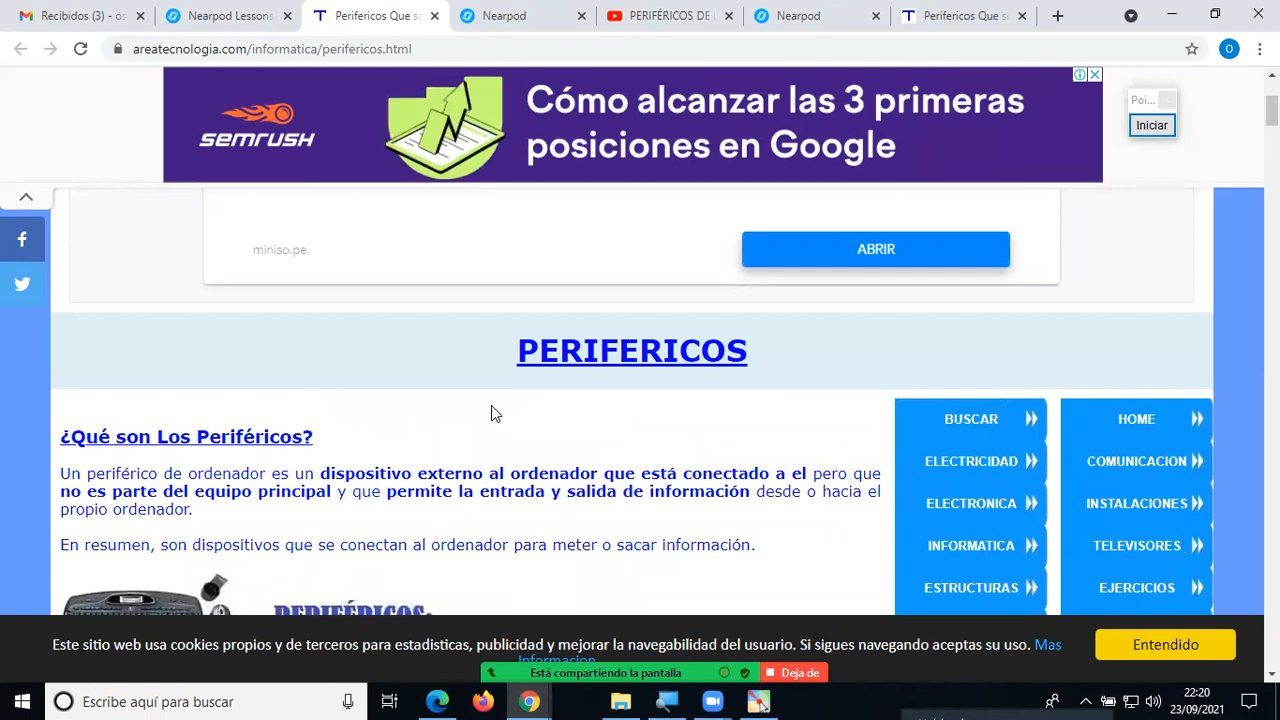 Recibidos (3) - os
Nearpod Lessons
Perifericos Que so
Nearpod
PERIFÉRICOS DE
Nearpod
Perifericos Que s
areatecnologia.com/informatica/perifericos.html
O
SEMRUSH
Cómo alcanzar las 3 primeras
posiciones en Google
Poi...
Iniciar
miniso.pe
ABRIR
PERIFERICOS
¿Qué son Los Periféricos?
Un periférico de ordenador es un dispositivo externo al ordenador que está conectado a el pero que
no es parte del equipo principal y que permite la entrada y salida de información desde o hacia el
propio ordenador.
En resumen, son dispositivos que se conectan al ordenador para meter o sacar información.
PERIFÉRICOS
BUSCAR
HOME
ELECTRICIDAD
COMUNICACION
ELECTRONICA
INSTALACIONES
INFORMATICA
TELEVISORES
ESTRUCTURAS
EJERCICIOS
Este sitio web usa cookies propios y de terceros para estadisticas, publicidad y mejorar la navegabilidad del usuario. Si sigues navegando aceptas su uso. Mas
Informacion
Entendido
Está compartiendo la pantalla
Deja de
Escribe aquí para buscar
22:20
23/09/2021